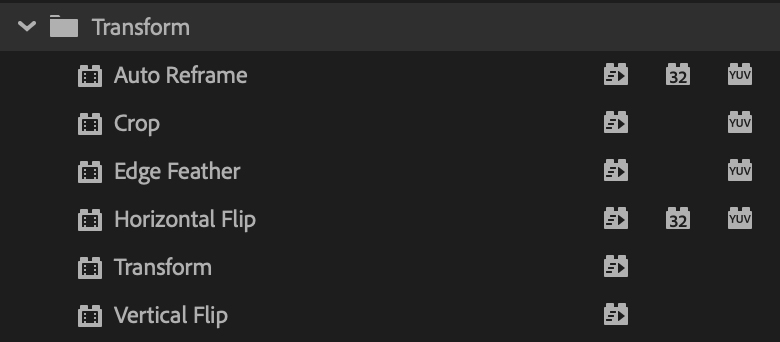 Transform
Auto Reframe 32 YUV
Crop YUV
Edge Feather YUV
Horizontal Flip 32 YUV
Transform
Vertical Flip